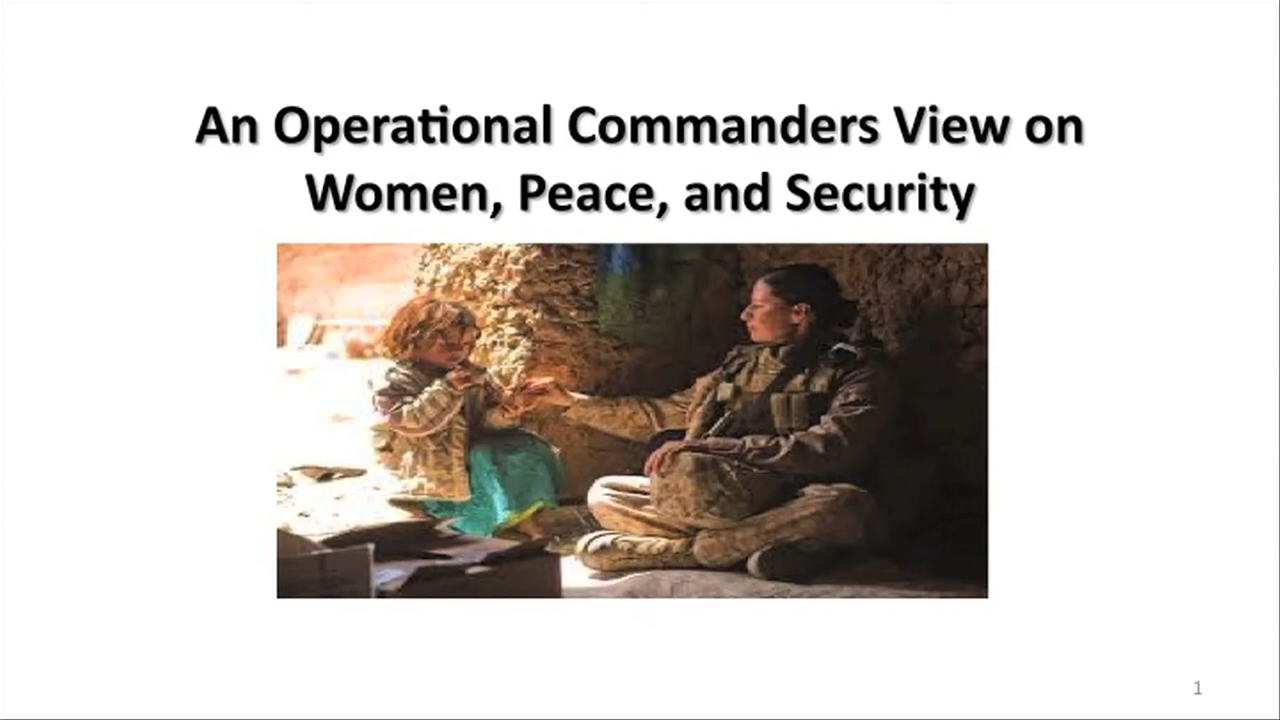 An Operational Commanders View on
Women, Peace, and Security
1